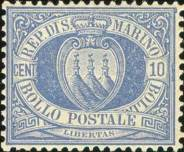 REP. DI S. MARINO
CENT 10
BOLLO POSTALE
LIBERTAS